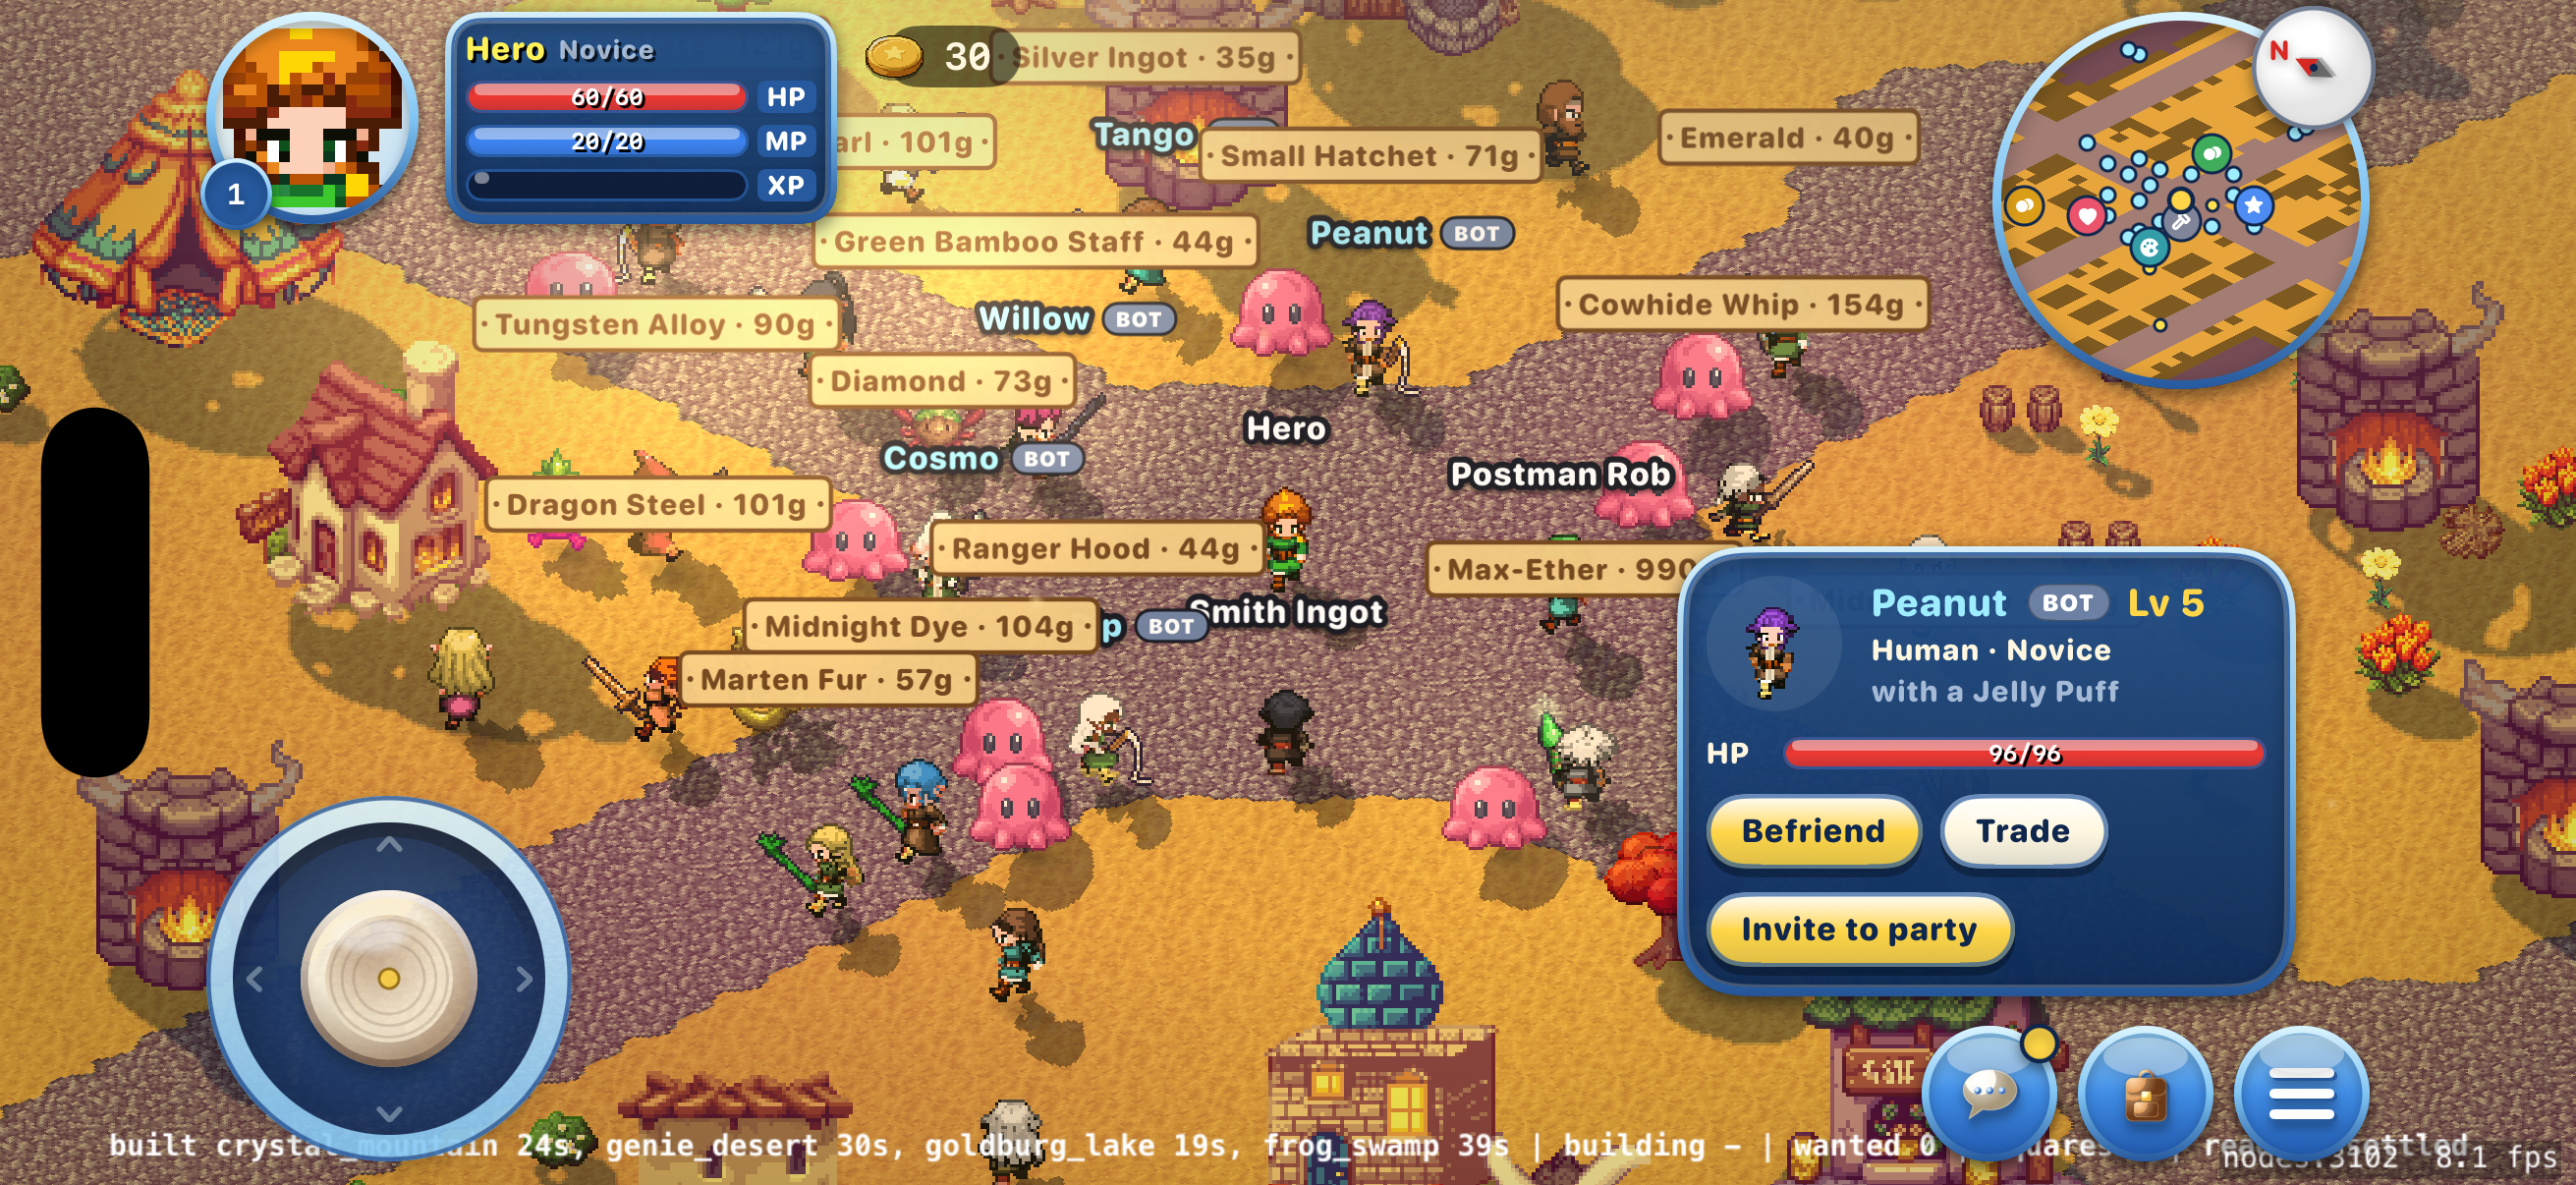 Hero Novice
60/60 HP
20/20 MP
XP
1
30
Silver Ingot · 35g
arl · 101g
Tango
Small Hatchet · 71g
Emerald · 40g
N
Green Bamboo Staff · 44g
Peanut BOT
Tungsten Alloy · 90g
Willow BOT
Cowhide Whip · 154g
Diamond · 73g
Hero
Cosmo BOT
Postman Rob
Dragon Steel · 101g
Ranger Hood · 44g
Max-Ether · 990
Midnight Dye · 104g
p BOT
Smith Ingot
Marten Fur · 57g
Peanut BOT Lv 5
Human · Novice
with a Jelly Puff
HP 96/96
Befriend
Trade
Invite to party
built crystal_mountain 24s, genie_desert 30s, goldburg_lake 19s, frog_swamp 39s | building – | wanted 0
nodes:3102 8.1 fps